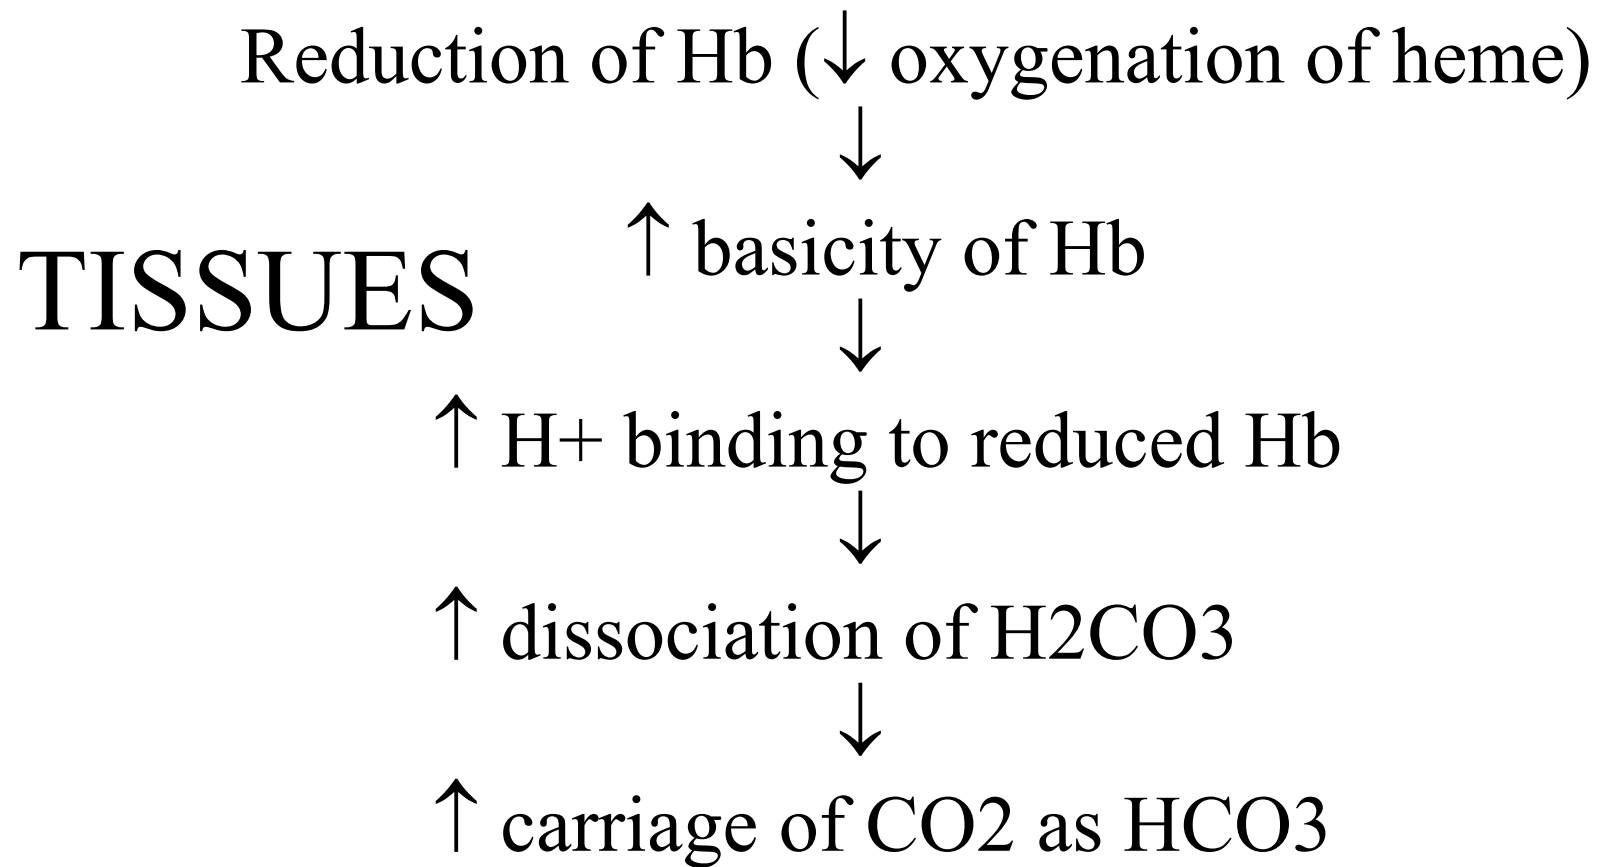 Reduction of Hb (↓ oxygenation of heme)
↓
↑ basicity of Hb
TISSUES
↓
↑ H+ binding to reduced Hb
↓
↑ dissociation of H2CO3
↓
↑ carriage of CO2 as HCO3